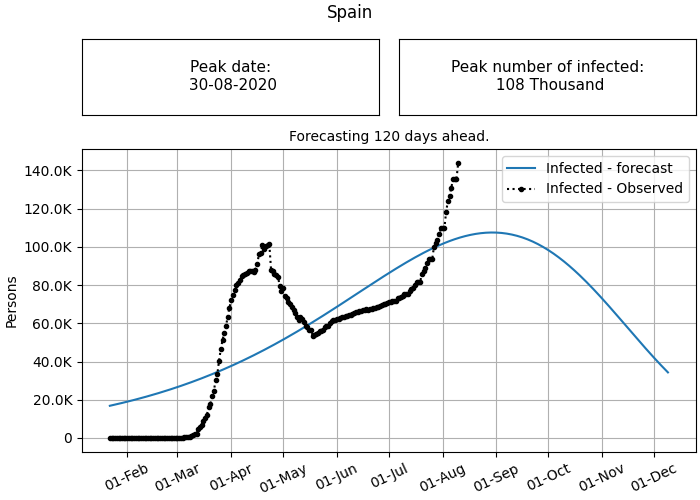 Spain
Peak date:
30-08-2020
Peak number of infected:
108 Thousand
Forecasting 120 days ahead.
Infected - forecast
Infected - Observed
Persons
140.0K
120.0K
100.0K
80.0K
60.0K
40.0K
20.0K
0
01-Feb
01-Mar
01-Apr
01-May
01-Jun
01-Jul
01-Aug
01-Sep
01-Oct
01-Nov
01-Dec